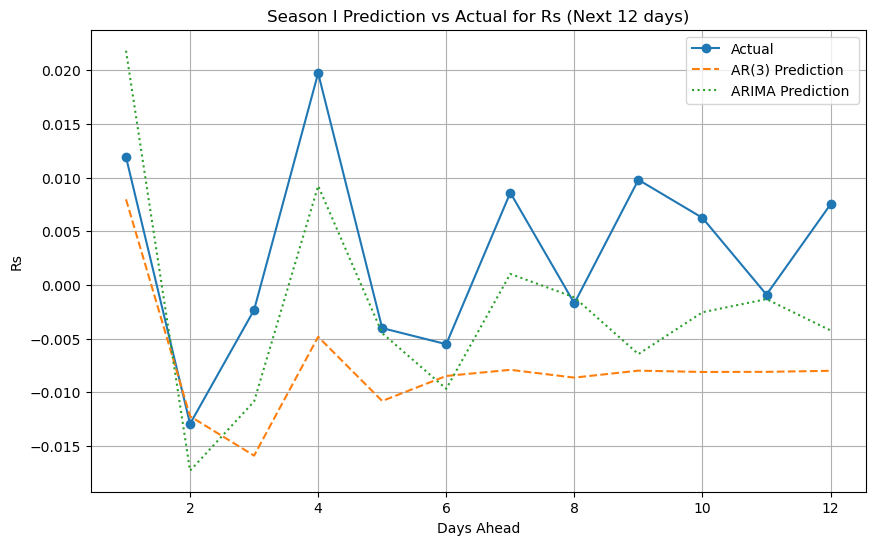 Season I Prediction vs Actual for Rs (Next 12 days)
Actual
AR(3) Prediction
ARIMA Prediction
0.020
0.015
0.010
0.005
0.000
−0.005
−0.010
−0.015
Rs
2 4 6 8 10 12
Days Ahead